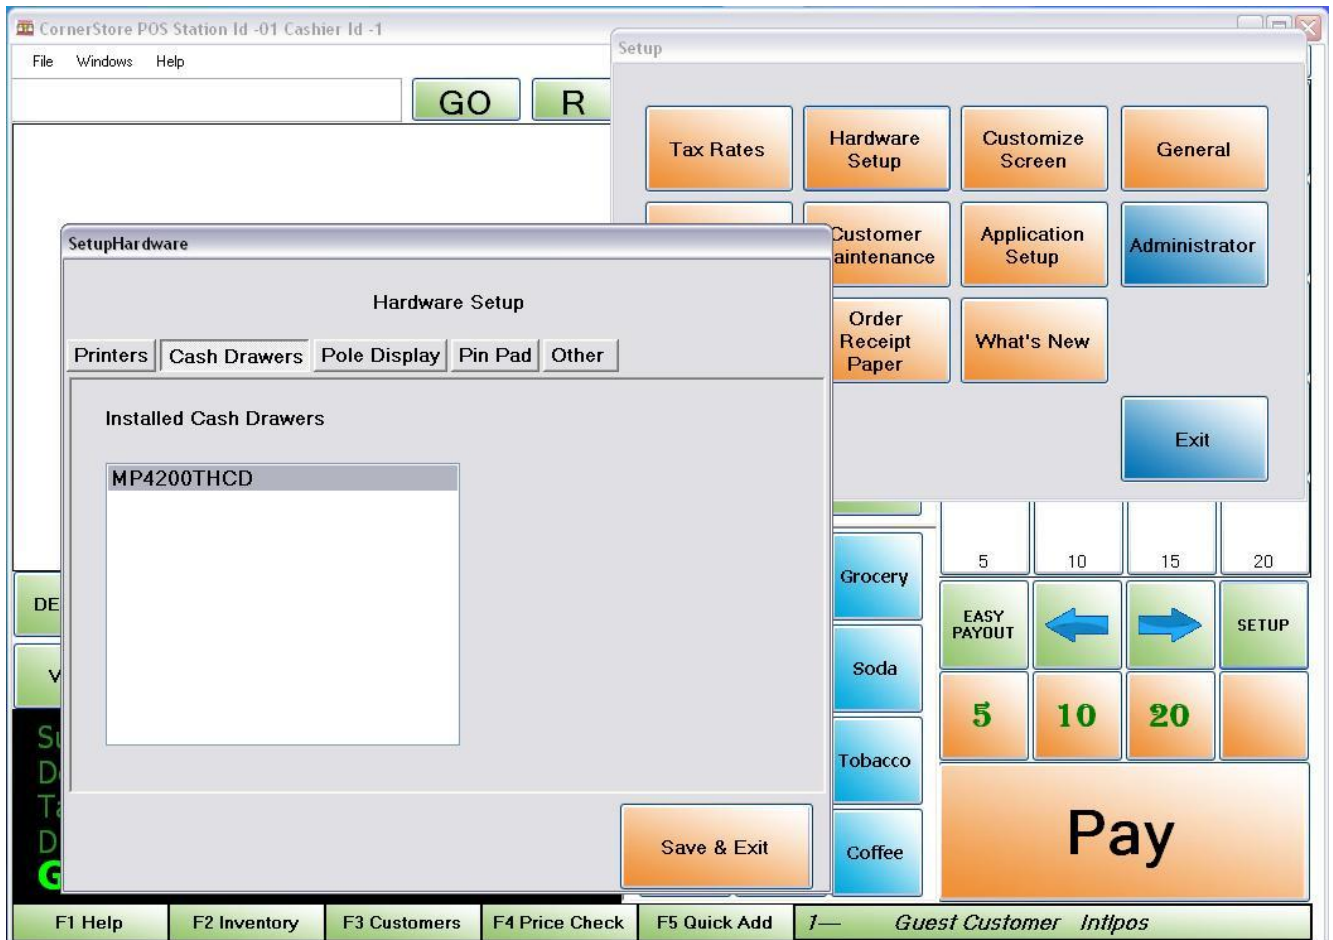 CornerStore POS Station Id -01 Cashier Id -1
File Windows Help
GO R
Setup
Tax Rates
Hardware
Setup
Customize
Screen
General
Customer
aintenance
Application
Setup
Administrator
Order
Receipt
Paper
What's New
Exit
SetupHardware
Hardware Setup
Printers Cash Drawers Pole Display Pin Pad Other
Installed Cash Drawers
MP4200THCD
Save & Exit
5 10 15 20
DE
V
Grocery
EASY
PAYOUT
SETUP
Soda
5 10 20
Tobacco
Pay
Coffee
Su
D
Ta
D
G
F1 Help F2 Inventory F3 Customers F4 Price Check F5 Quick Add 1— Guest Customer Intlpos